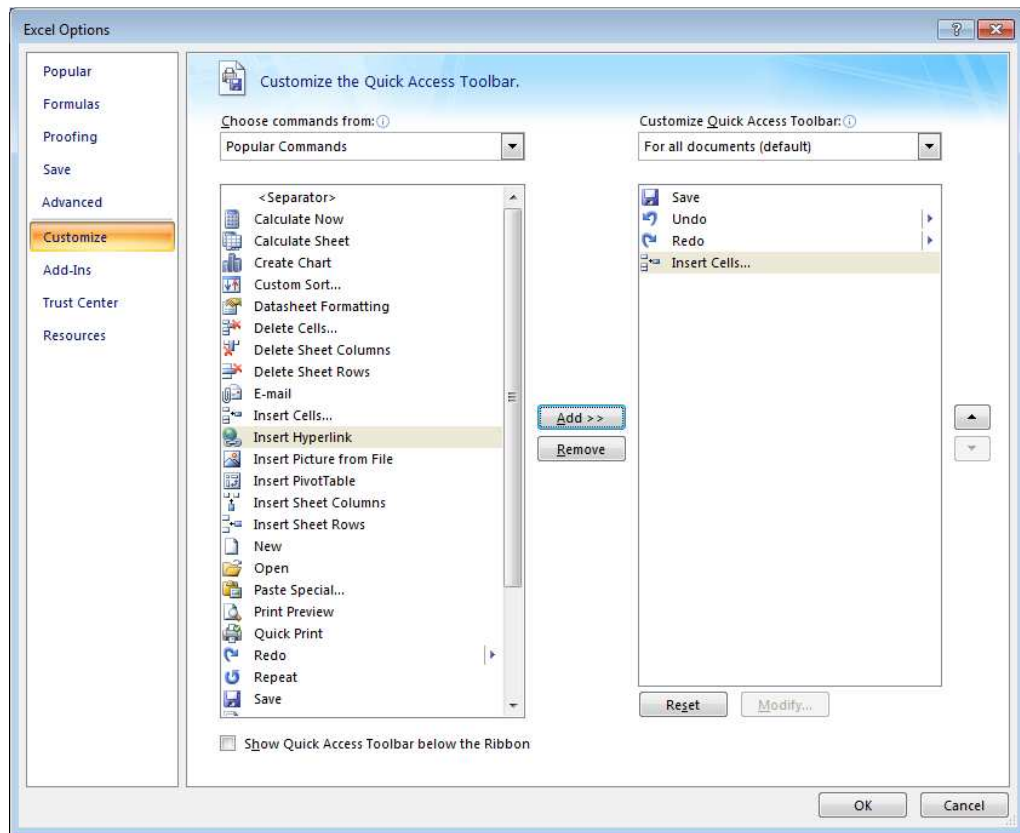 Excel Options
Popular
Formulas
Proofing
Save
Advanced
Customize
Add-Ins
Trust Center
Resources
Customize the Quick Access Toolbar.
Choose commands from:
Popular Commands
<Separator>
Calculate Now
Calculate Sheet
Create Chart
Custom Sort...
Datasheet Formatting
Delete Cells...
Delete Sheet Columns
Delete Sheet Rows
E-mail
Insert Cells...
Insert Hyperlink
Insert Picture from File
Insert PivotTable
Insert Sheet Columns
Insert Sheet Rows
New
Open
Paste Special...
Print Preview
Quick Print
Redo
Repeat
Save
Show Quick Access Toolbar below the Ribbon
Add >>
Remove
Customize Quick Access Toolbar:
For all documents (default)
Save
Undo
Redo
Insert Cells...
Reset
Modify...
OK
Cancel